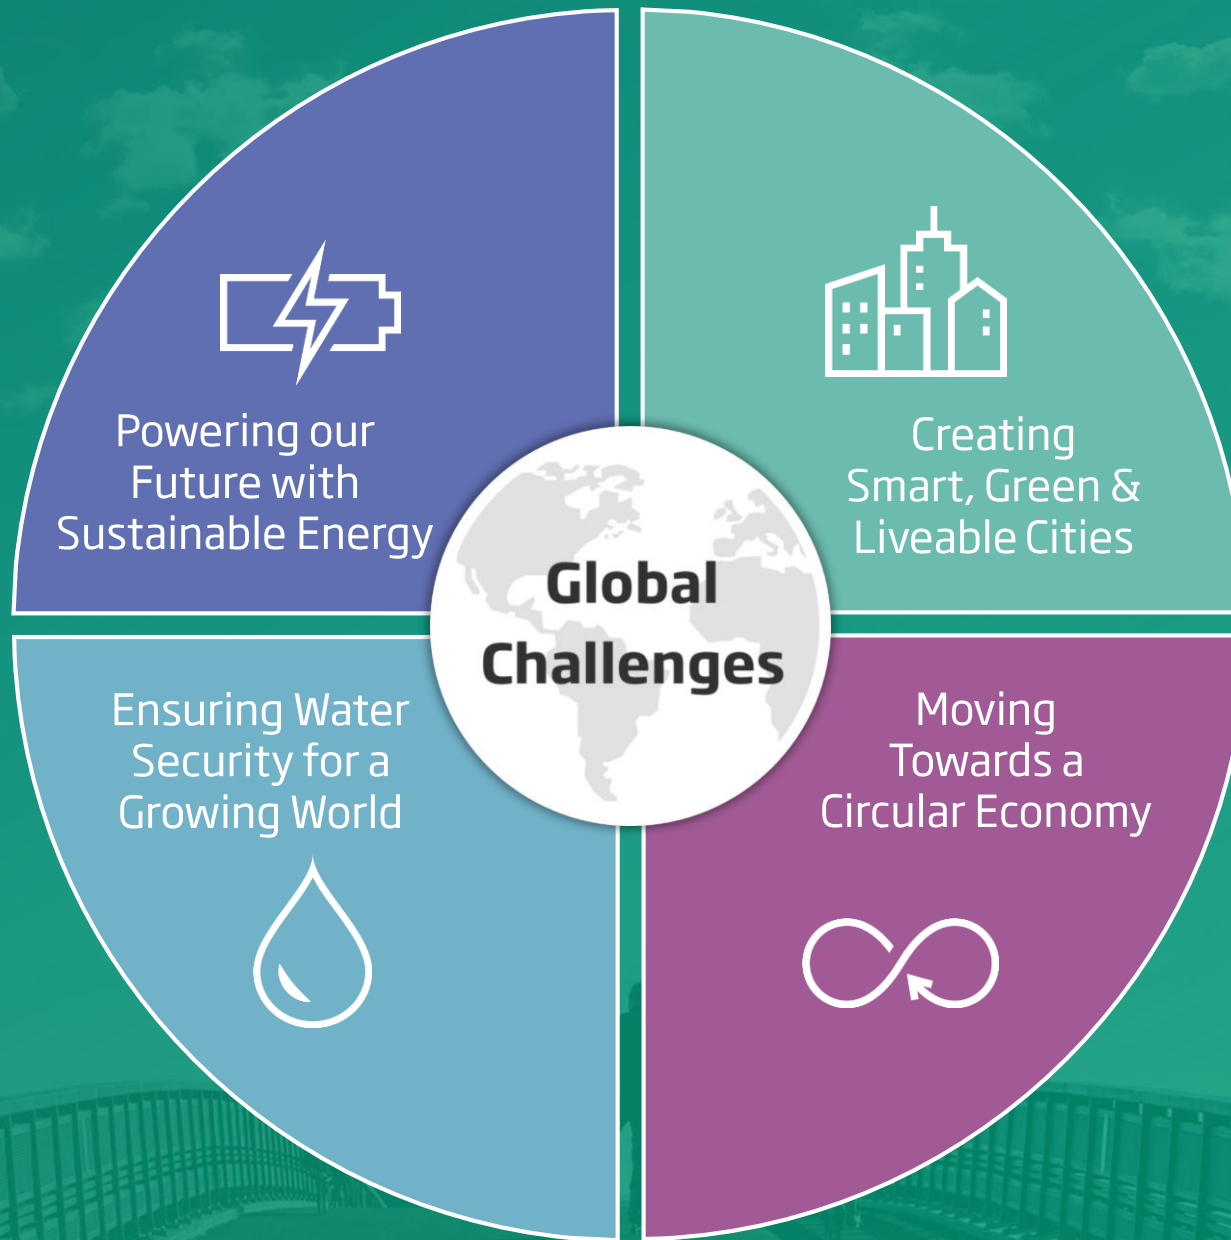 Powering our
Future with
Sustainable Energy
Creating
Smart, Green &
Liveable Cities
Global
Challenges
Ensuring Water
Security for a
Growing World
Moving
Towards a
Circular Economy